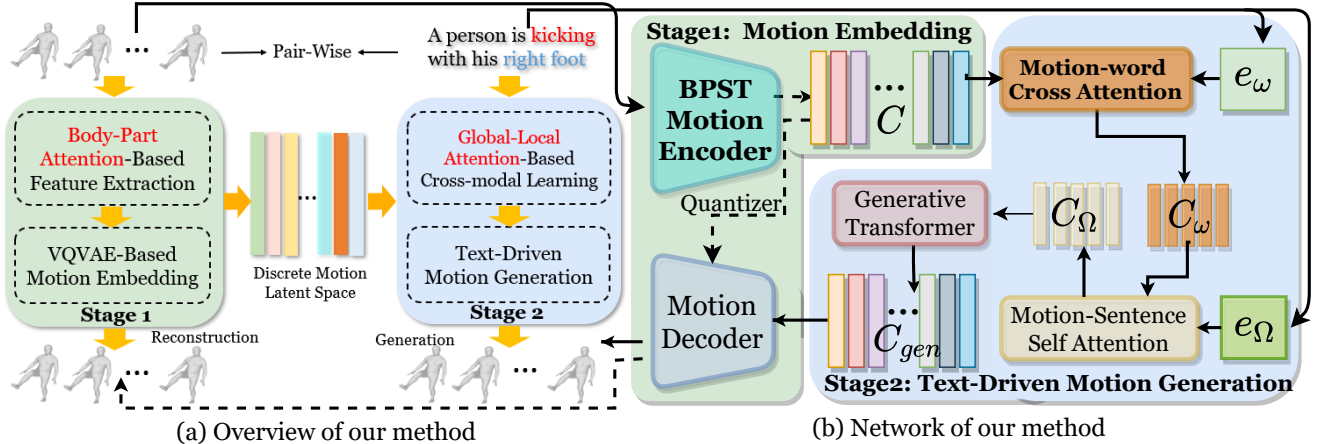 Pair-Wise
A person is kicking
with his right foot
Body-Part
Attention-Based
Feature Extraction
VQVAE-Based
Motion Embedding
Stage 1
Reconstruction
Discrete Motion
Latent Space
Global-Local
Attention-Based
Cross-modal Learning
Text-Driven
Motion Generation
Stage 2
Generation
(a) Overview of our method
Stage1: Motion Embedding
BPST
Motion
Encoder
C
Motion-word
Cross Attention
e_ω
Quantizer
Generative
Transformer
C_Ω
C_ω
Motion
Decoder
C_gen
Motion-Sentence
Self Attention
e_Ω
Stage2: Text-Driven Motion Generation
(b) Network of our method